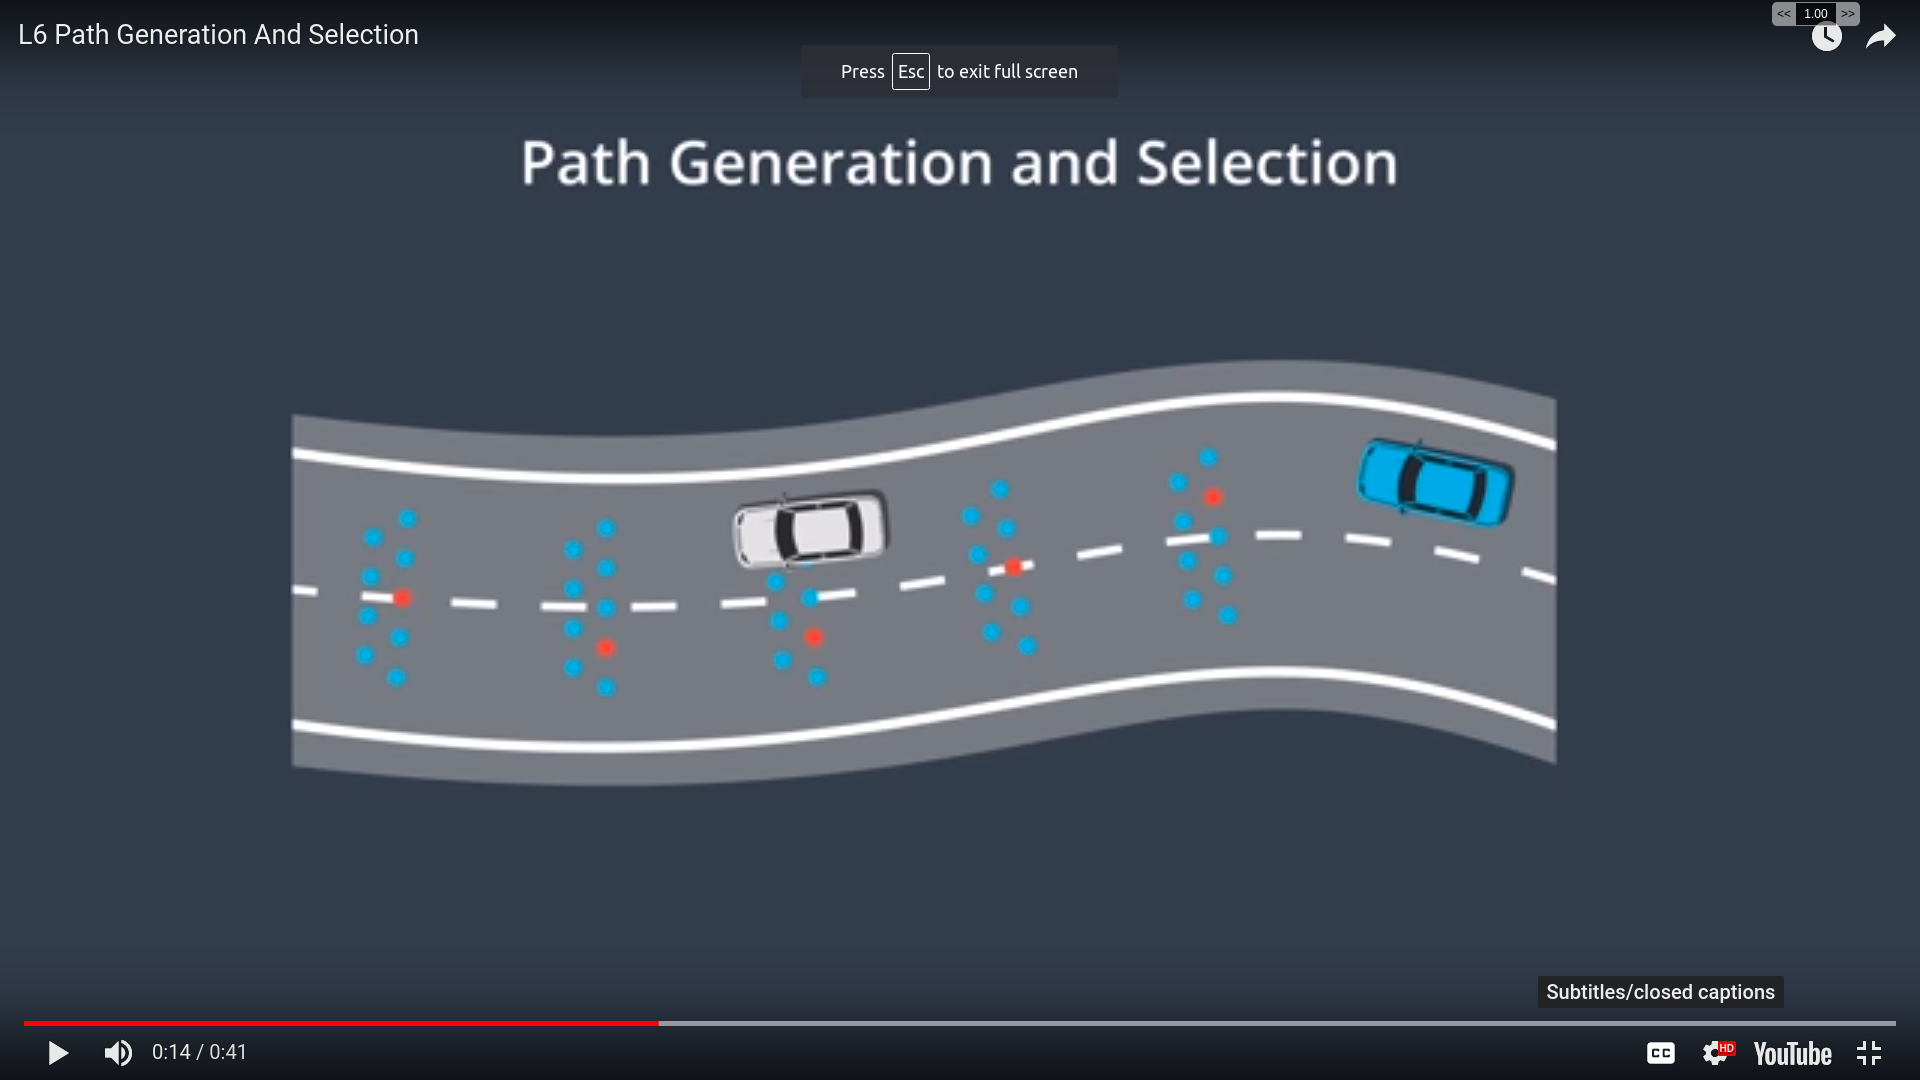 L6 Path Generation And Selection
<< 1.00 >>
Press Esc to exit full screen
Path Generation and Selection
Subtitles/closed captions
0:14 / 0:41
CC
HD
YouTube